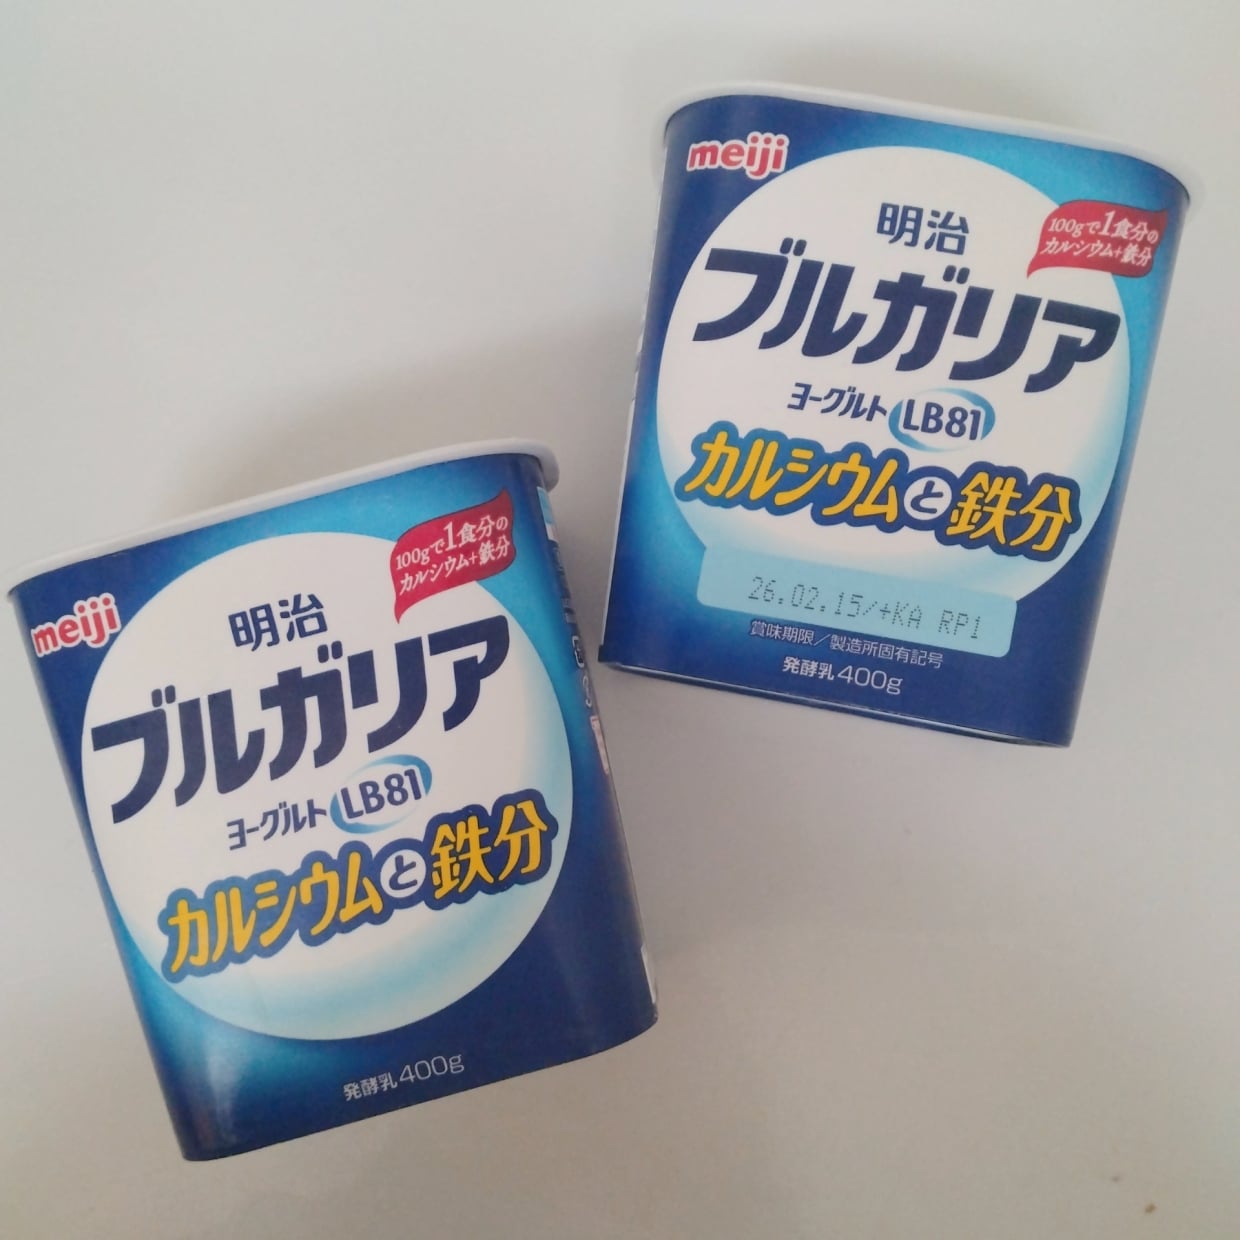 meiji
明治
ブルガリア
ヨーグルト LB81
カルシウムと鉄分
100gで1食分の
カルシウム+鉄分
26.02.15/+KA RP1
賞味期限/製造所固有記号
発酵乳400g
meiji
明治
ブルガリア
ヨーグルト LB81
カルシウムと鉄分
100gで1食分の
カルシウム+鉄分
発酵乳400g